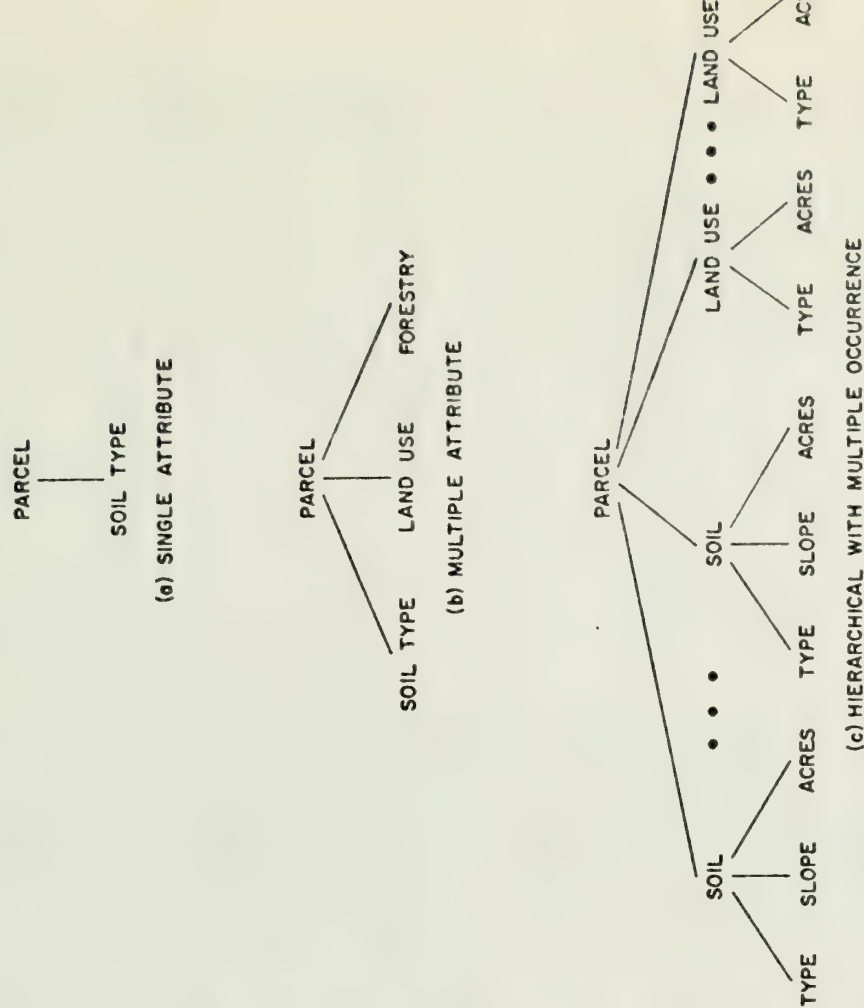 PARCEL
SOIL TYPE
(a) SINGLE ATTRIBUTE
PARCEL
SOIL TYPE LAND USE FORESTRY
(b) MULTIPLE ATTRIBUTE
PARCEL
SOIL • • • SOIL LAND USE • • • LAND USE
TYPE SLOPE ACRES TYPE SLOPE ACRES TYPE ACRES TYPE AC
(c) HIERARCHICAL WITH MULTIPLE OCCURRENCE